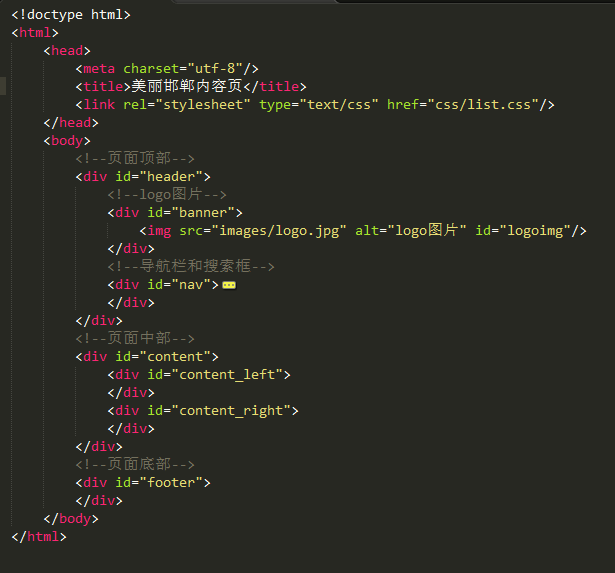 <!doctype html>
<html>
<head>
<meta charset="utf-8"/>
<title>美丽邯郸内容页</title>
<link rel="stylesheet" type="text/css" href="css/list.css"/>
</head>
<body>
<!--页面顶部-->
<div id="header">
<!--logo图片-->
<div id="banner">
<img src="images/logo.jpg" alt="logo图片" id="logoimg"/>
</div>
<!--导航栏和搜索框-->
<div id="nav">
</div>
</div>
<!--页面中部-->
<div id="content">
<div id="content_left">
</div>
<div id="content_right">
</div>
</div>
<!--页面底部-->
<div id="footer">
</div>
</body>
</html>